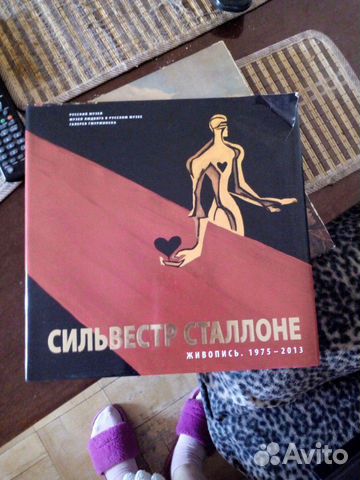 РУССКИЙ МУЗЕЙ
МУЗЕЙ ЛЮДВИГА В РУССКОМ МУЗЕЕ
ГАЛЕРЕЯ ГМУРЖИНСКА
СИЛЬВЕСТР СТАЛЛОНЕ
ЖИВОПИСЬ. 1975–2013
Avito